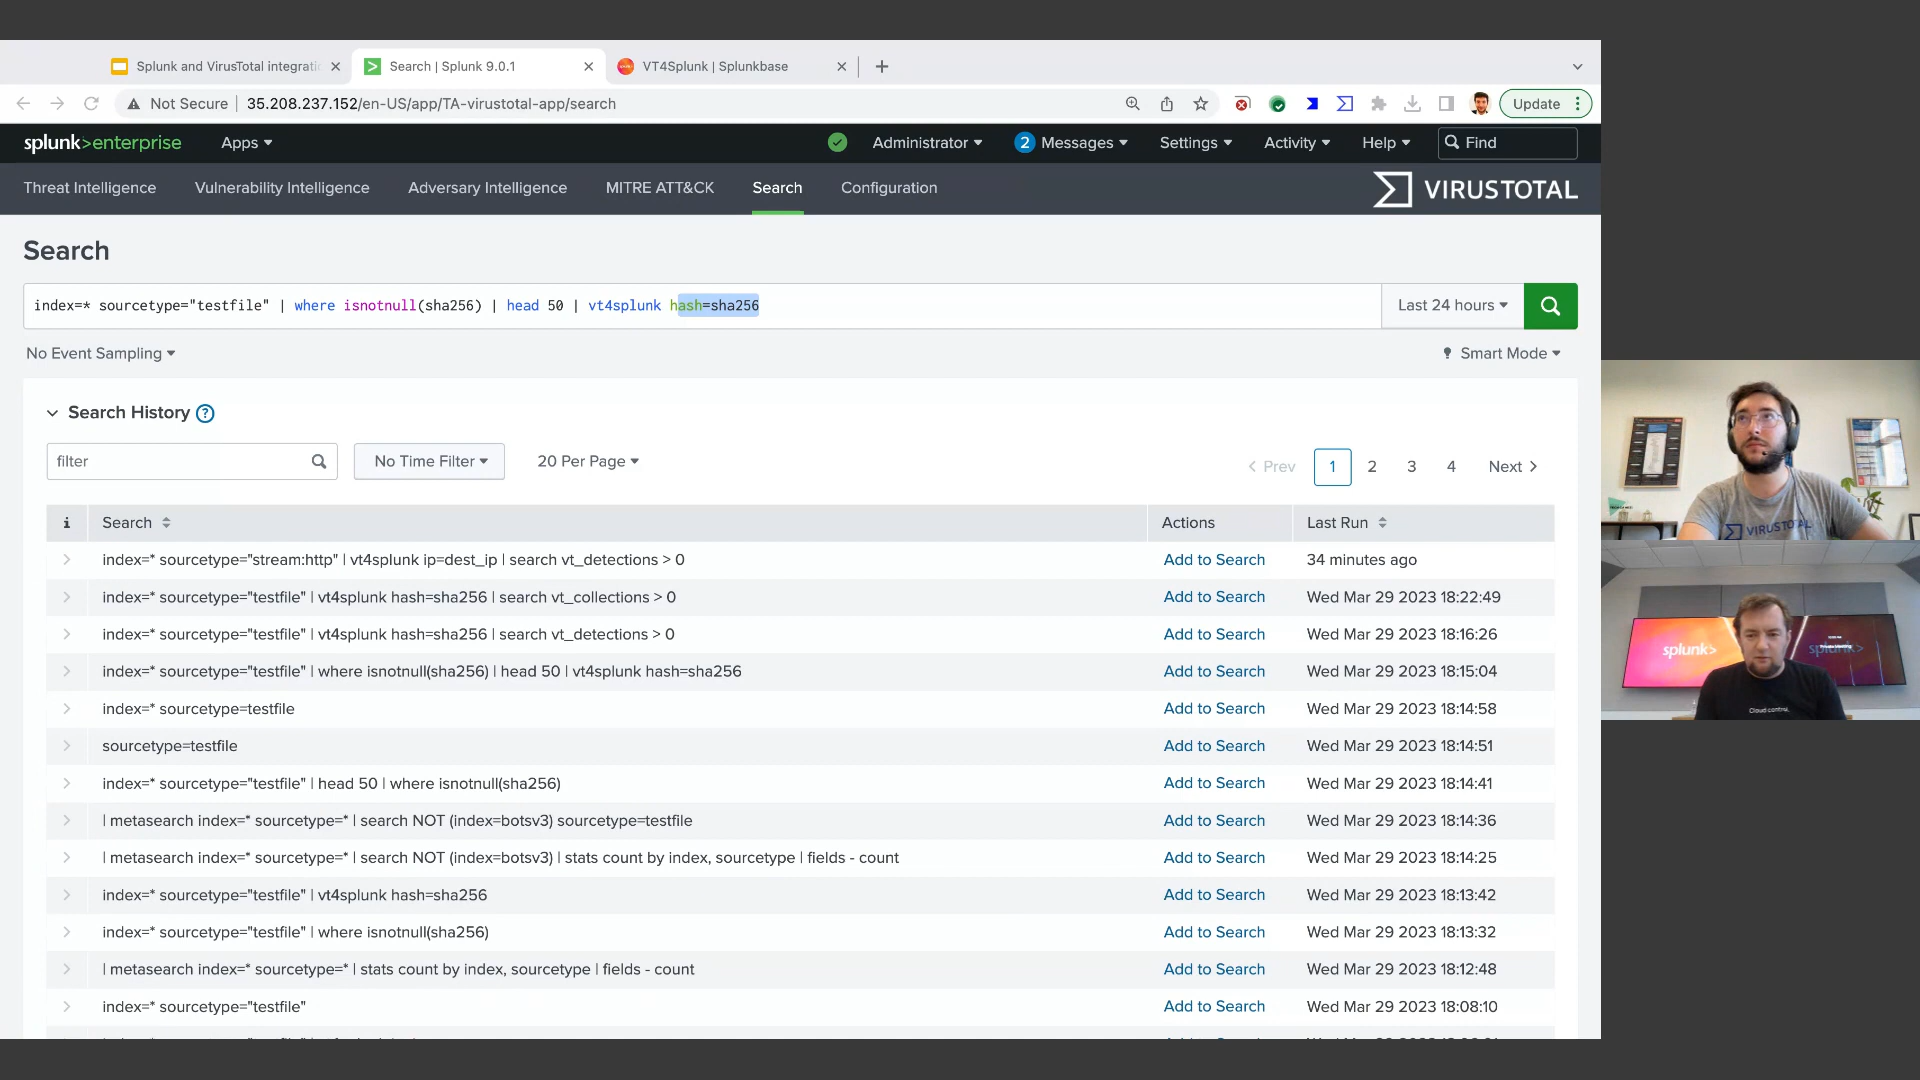 Splunk and VirusTotal integrati
Search | Splunk 9.0.1
VT4Splunk | Splunkbase
Not Secure
35.208.237.152/en-US/app/TA-virustotal-app/search
Update
splunk>enterprise
Apps
Administrator
2 Messages
Settings
Activity
Help
Find
Threat Intelligence
Vulnerability Intelligence
Adversary Intelligence
MITRE ATT&CK
Search
Configuration
VIRUSTOTAL
Search
index=* sourcetype="testfile" | where isnotnull(sha256) | head 50 | vt4splunk hash=sha256
Last 24 hours
No Event Sampling
Smart Mode
Search History ?
filter
No Time Filter
20 Per Page
Prev 1 2 3 4 Next
i Search Actions Last Run
index=* sourcetype="stream:http" | vt4splunk ip=dest_ip | search vt_detections > 0 Add to Search 34 minutes ago
index=* sourcetype="testfile" | vt4splunk hash=sha256 | search vt_collections > 0 Add to Search Wed Mar 29 2023 18:22:49
index=* sourcetype="testfile" | vt4splunk hash=sha256 | search vt_detections > 0 Add to Search Wed Mar 29 2023 18:16:26
index=* sourcetype="testfile" | where isnotnull(sha256) | head 50 | vt4splunk hash=sha256 Add to Search Wed Mar 29 2023 18:15:04
index=* sourcetype=testfile Add to Search Wed Mar 29 2023 18:14:58
sourcetype=testfile Add to Search Wed Mar 29 2023 18:14:51
index=* sourcetype="testfile" | head 50 | where isnotnull(sha256) Add to Search Wed Mar 29 2023 18:14:41
| metasearch index=* sourcetype=* | search NOT (index=botsv3) sourcetype=testfile Add to Search Wed Mar 29 2023 18:14:36
| metasearch index=* sourcetype=* | search NOT (index=botsv3) | stats count by index, sourcetype | fields - count Add to Search Wed Mar 29 2023 18:14:25
index=* sourcetype="testfile" | vt4splunk hash=sha256 Add to Search Wed Mar 29 2023 18:13:42
index=* sourcetype="testfile" | where isnotnull(sha256) Add to Search Wed Mar 29 2023 18:13:32
| metasearch index=* sourcetype=* | stats count by index, sourcetype | fields - count Add to Search Wed Mar 29 2023 18:12:48
index=* sourcetype="testfile" Add to Search Wed Mar 29 2023 18:08:10
VIRUSTOTAL
splunk>
splunk>
Cloud control.